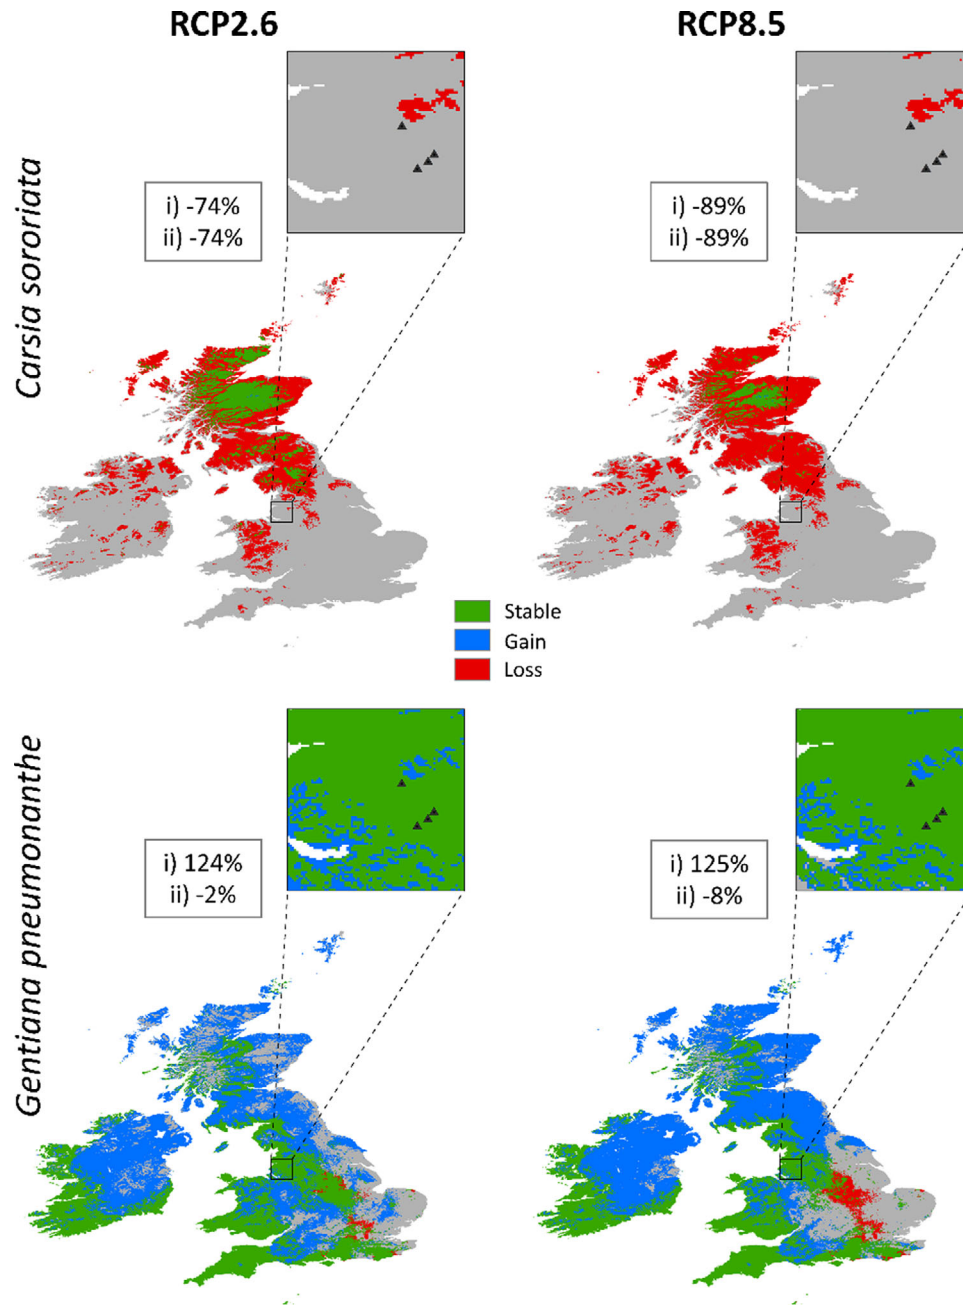 RCP2.6
RCP8.5
Carsia sororiata
i) -74%
ii) -74%
i) -89%
ii) -89%
Stable
Gain
Loss
Gentiana pneumonanthe
i) 124%
ii) -2%
i) 125%
ii) -8%